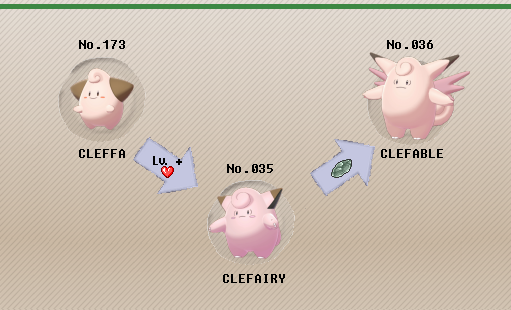 No.173
No.036
CLEFFA
CLEFABLE
Lv. +
No.035
CLEFAIRY